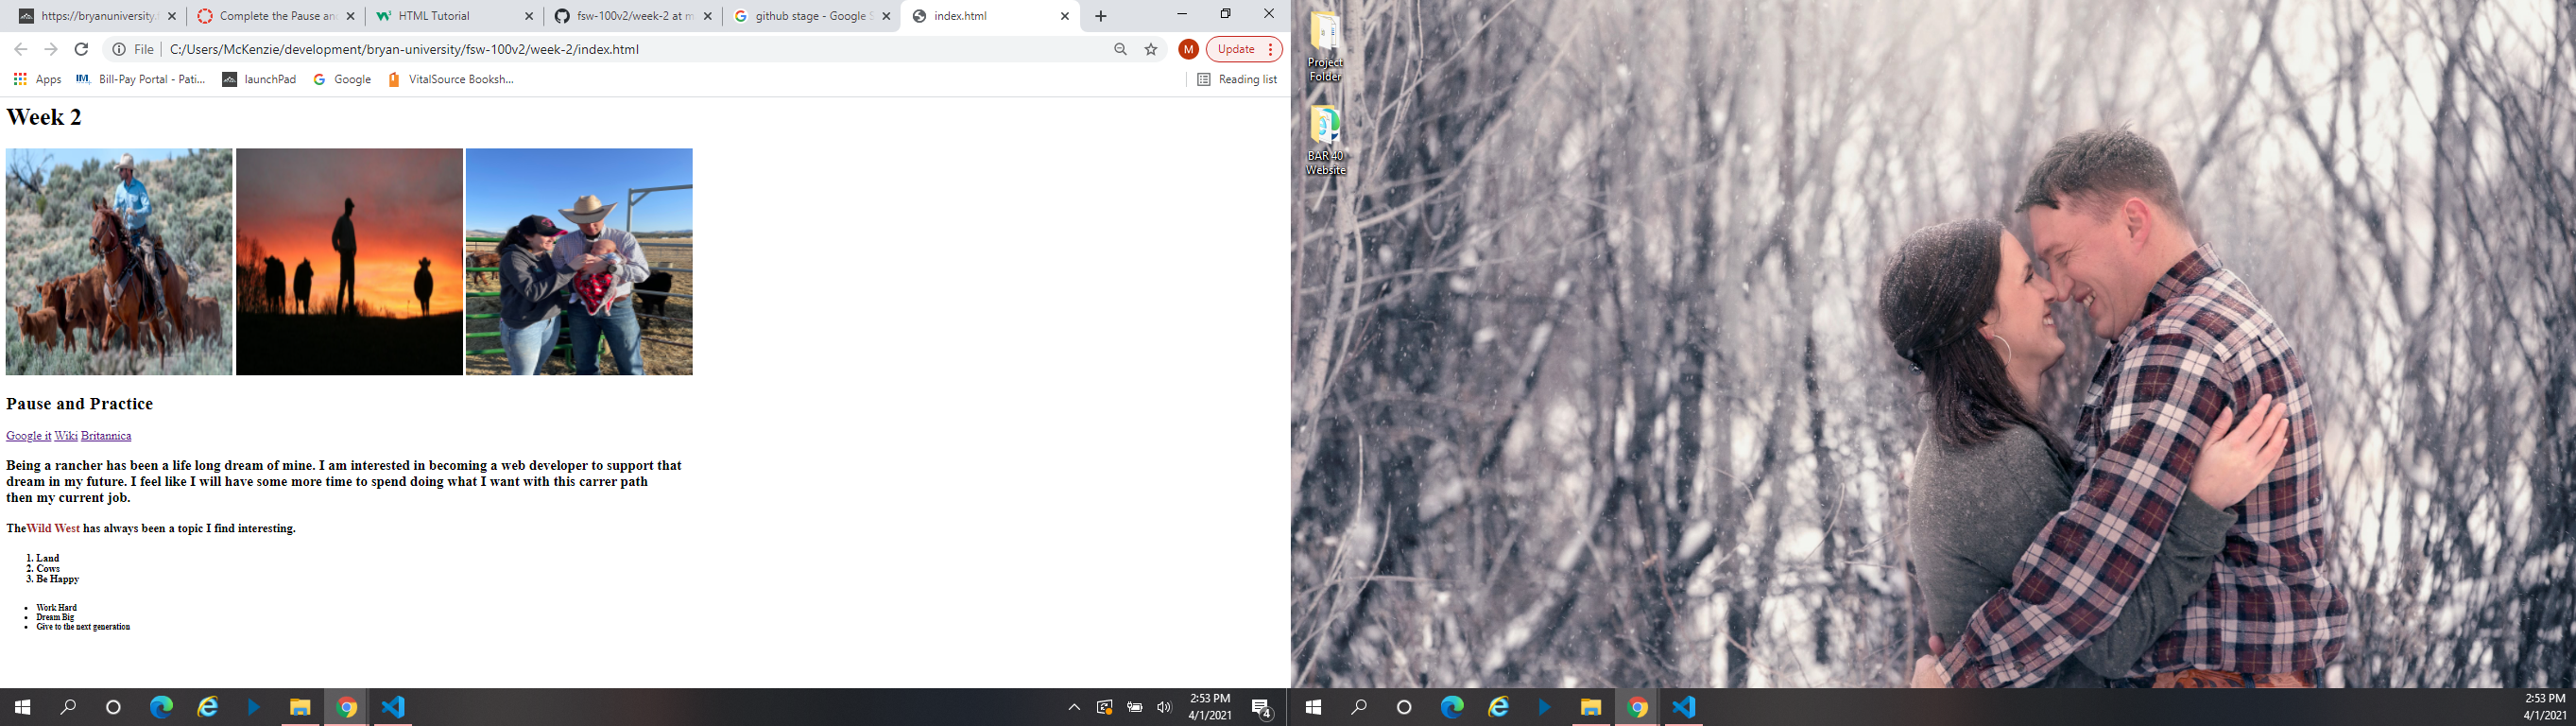 https://bryanuniversity.
Complete the Pause an
HTML Tutorial
fsw-100v2/week-2 at m
github stage - Google S
index.html
File
C:/Users/McKenzie/development/bryan-university/fsw-100v2/week-2/index.html
M
Update
Apps
Bill-Pay Portal - Pati...
launchPad
Google
VitalSource Booksh...
Reading list
Week 2
Pause and Practice
Google it Wiki Britannica
Being a rancher has been a life long dream of mine. I am interested in becoming a web developer to support that
dream in my future. I feel like I will have some more time to spend doing what I want with this carrer path
then my current job.
TheWild West has always been a topic I find interesting.
1. Land
2. Cows
3. Be Happy
• Work Hard
• Dream Big
• Give to the next generation
2:53 PM
4/1/2021
4
Project
Folder
BAR 40
Website
2:53 PM
4/1/2021